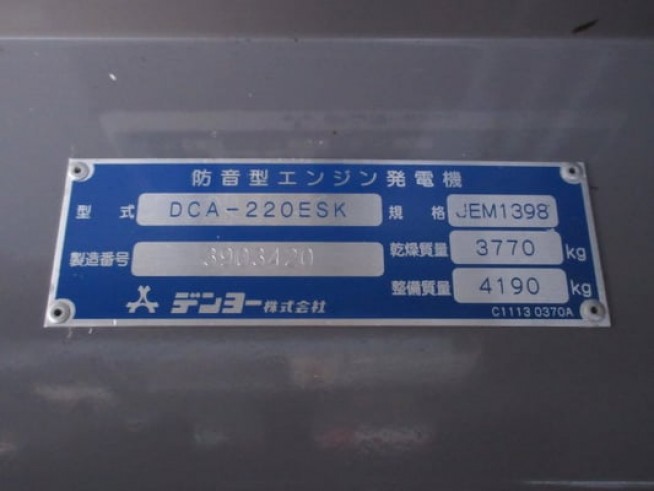 防音型エンジン発電機
型式 DCA-220ESK 規格 JEM1398
製造番号 3903420 乾燥質量 3770 kg
整備質量 4190 kg
デンヨー株式会社
C1113 0370A